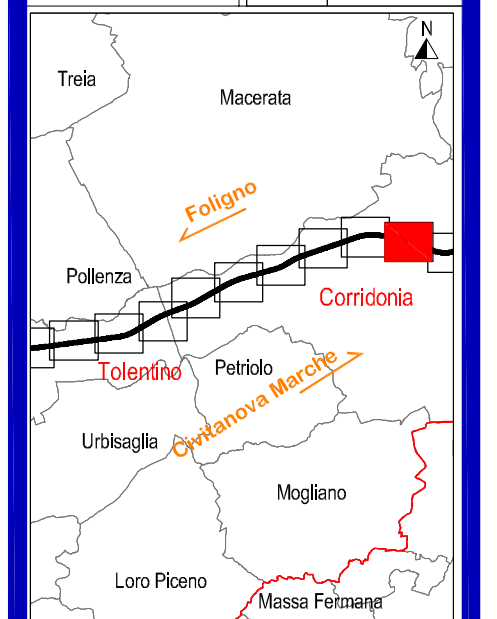 N
Treia
Macerata
Foligno
Pollenza
Corridonia
Tolentino
Petriolo
Civitanova Marche
Urbisaglia
Mogliano
Loro Piceno
Massa Fermana